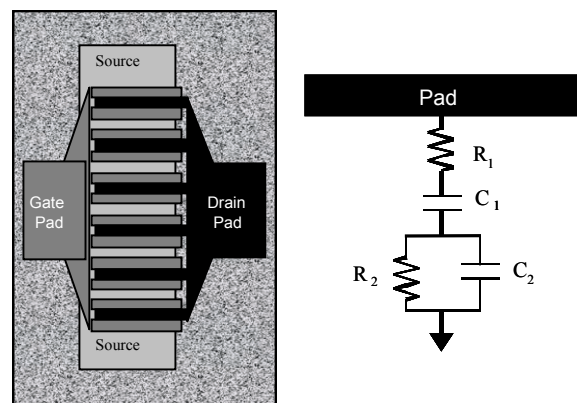 Source
Gate
Pad
Drain
Pad
Source
Pad
R1
C1
R2
C2